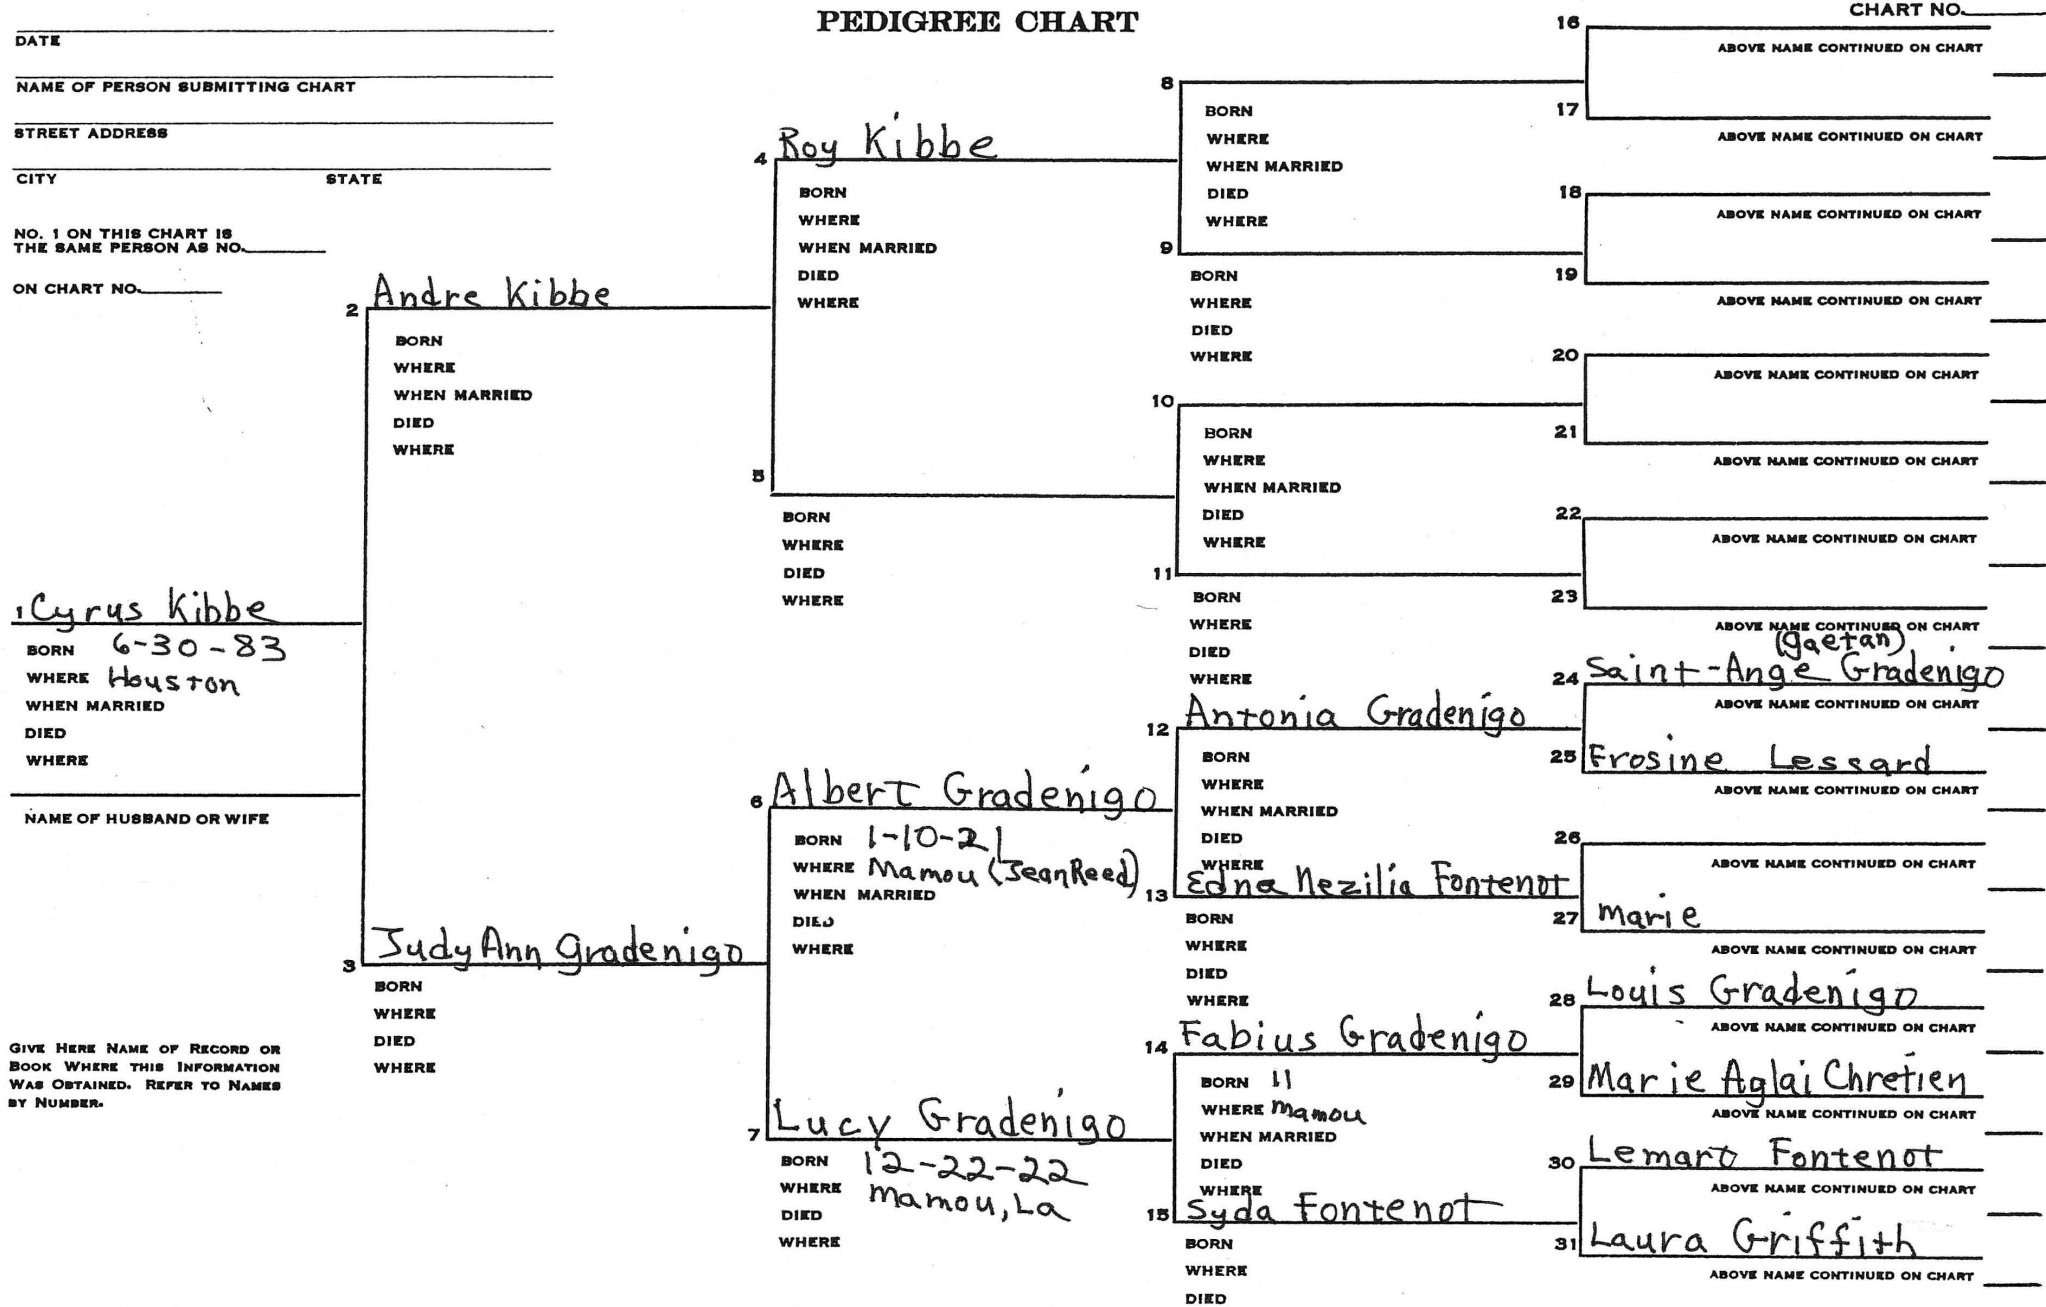 PEDIGREE CHART
CHART NO.
DATE
NAME OF PERSON SUBMITTING CHART
STREET ADDRESS
CITY STATE
NO. 1 ON THIS CHART IS
THE SAME PERSON AS NO.
ON CHART NO.
1 Cyrus Kibbe
BORN 6-30-83
WHERE Houston
WHEN MARRIED
DIED
WHERE
NAME OF HUSBAND OR WIFE
GIVE HERE NAME OF RECORD OR
BOOK WHERE THIS INFORMATION
WAS OBTAINED. REFER TO NAMES
BY NUMBER.
2 Andre Kibbe
BORN
WHERE
WHEN MARRIED
DIED
WHERE
3 Judy Ann Gradenigo
BORN
WHERE
DIED
WHERE
4 Roy Kibbe
BORN
WHERE
WHEN MARRIED
DIED
WHERE
5
BORN
WHERE
DIED
WHERE
6 Albert Gradenigo
BORN 1-10-21
WHERE Mamou (Jean Reed)
WHEN MARRIED
DIED
WHERE
7 Lucy Gradenigo
BORN 12-22-22
WHERE Mamou, La
DIED
WHERE
8
BORN
WHERE
WHEN MARRIED
DIED
WHERE
9
BORN
WHERE
DIED
WHERE
10
BORN
WHERE
WHEN MARRIED
DIED
WHERE
11
BORN
WHERE
DIED
WHERE
12 Antonia Gradenigo
BORN
WHERE
WHEN MARRIED
DIED
WHERE
13 Edna Nezilia Fontenot
BORN
WHERE
DIED
WHERE
14 Fabius Gradenigo
BORN 11
WHERE Mamou
WHEN MARRIED
DIED
WHERE
15 Syda Fontenot
BORN
WHERE
DIED
16
ABOVE NAME CONTINUED ON CHART
17
ABOVE NAME CONTINUED ON CHART
18
ABOVE NAME CONTINUED ON CHART
19
ABOVE NAME CONTINUED ON CHART
20
ABOVE NAME CONTINUED ON CHART
21
ABOVE NAME CONTINUED ON CHART
22
ABOVE NAME CONTINUED ON CHART
23
ABOVE NAME CONTINUED ON CHART
(Gaetan)
24 Saint-Ange Gradenigo
ABOVE NAME CONTINUED ON CHART
25 Frosine Lessard
ABOVE NAME CONTINUED ON CHART
26
ABOVE NAME CONTINUED ON CHART
27 Marie
ABOVE NAME CONTINUED ON CHART
28 Louis Gradenigo
ABOVE NAME CONTINUED ON CHART
29 Marie Aglai Chretien
ABOVE NAME CONTINUED ON CHART
30 Lemart Fontenot
ABOVE NAME CONTINUED ON CHART
31 Laura Griffith
ABOVE NAME CONTINUED ON CHART